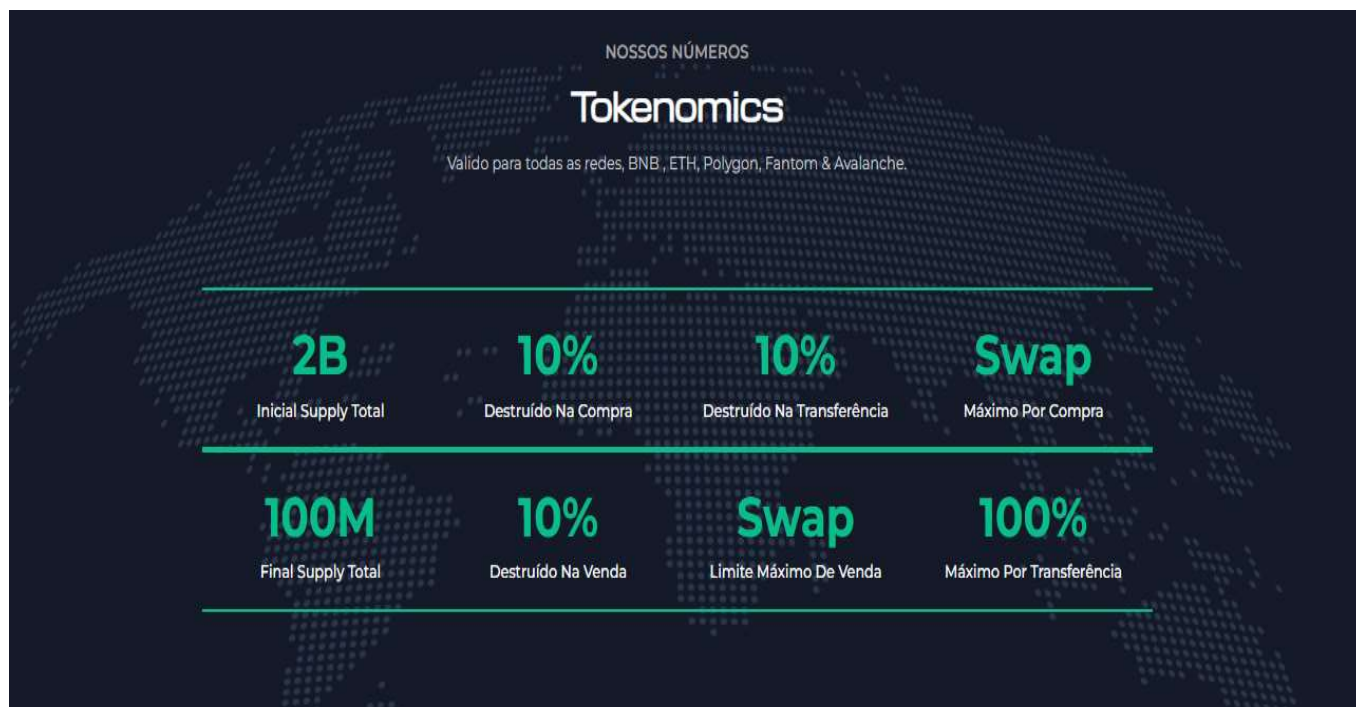 NOSSOS NÚMEROS
Tokenomics
Valido para todas as redes, BNB , ETH, Polygon, Fantom & Avalanche.
2B
Inicial Supply Total
10%
Destruído Na Compra
10%
Destruído Na Transferência
Swap
Máximo Por Compra
100M
Final Supply Total
10%
Destruído Na Venda
Swap
Limite Máximo De Venda
100%
Máximo Por Transferência